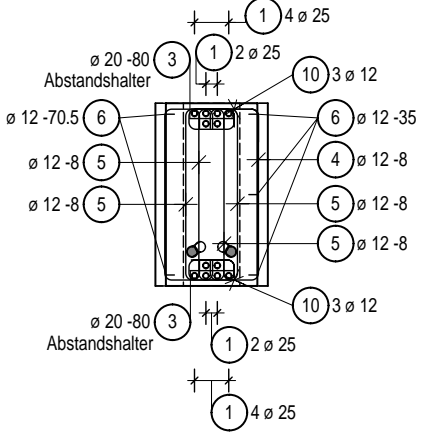 1 4 ø 25
ø 20 -80 3 1 2 ø 25
Abstandshalter
10 3 ø 12
ø 12 -70.5 6 6 ø 12 -35
ø 12 -8 5 4 ø 12 -8
ø 12 -8 5 5 ø 12 -8
5 ø 12 -8
10 3 ø 12
ø 20 -80 3
Abstandshalter
1 2 ø 25
1 4 ø 25